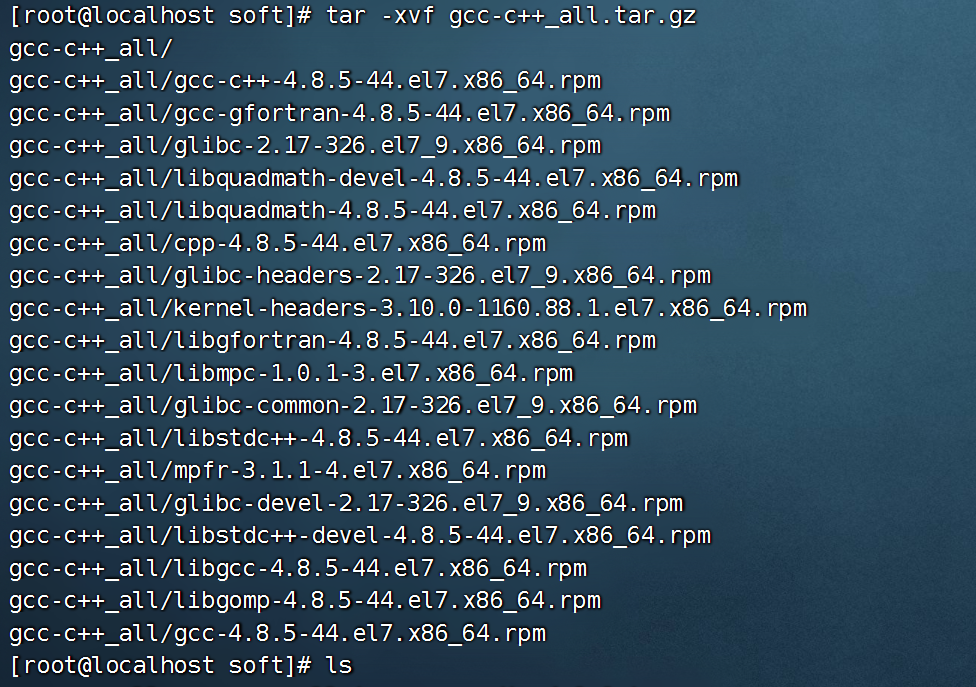 [root@localhost soft]# tar -xvf gcc-c++_all.tar.gz
gcc-c++_all/
gcc-c++_all/gcc-c++-4.8.5-44.el7.x86_64.rpm
gcc-c++_all/gcc-gfortran-4.8.5-44.el7.x86_64.rpm
gcc-c++_all/glibc-2.17-326.el7_9.x86_64.rpm
gcc-c++_all/libquadmath-devel-4.8.5-44.el7.x86_64.rpm
gcc-c++_all/libquadmath-4.8.5-44.el7.x86_64.rpm
gcc-c++_all/cpp-4.8.5-44.el7.x86_64.rpm
gcc-c++_all/glibc-headers-2.17-326.el7_9.x86_64.rpm
gcc-c++_all/kernel-headers-3.10.0-1160.88.1.el7.x86_64.rpm
gcc-c++_all/libgfortran-4.8.5-44.el7.x86_64.rpm
gcc-c++_all/libmpc-1.0.1-3.el7.x86_64.rpm
gcc-c++_all/glibc-common-2.17-326.el7_9.x86_64.rpm
gcc-c++_all/libstdc++-4.8.5-44.el7.x86_64.rpm
gcc-c++_all/mpfr-3.1.1-4.el7.x86_64.rpm
gcc-c++_all/glibc-devel-2.17-326.el7_9.x86_64.rpm
gcc-c++_all/libstdc++-devel-4.8.5-44.el7.x86_64.rpm
gcc-c++_all/libgcc-4.8.5-44.el7.x86_64.rpm
gcc-c++_all/libgomp-4.8.5-44.el7.x86_64.rpm
gcc-c++_all/gcc-4.8.5-44.el7.x86_64.rpm
[root@localhost soft]# ls